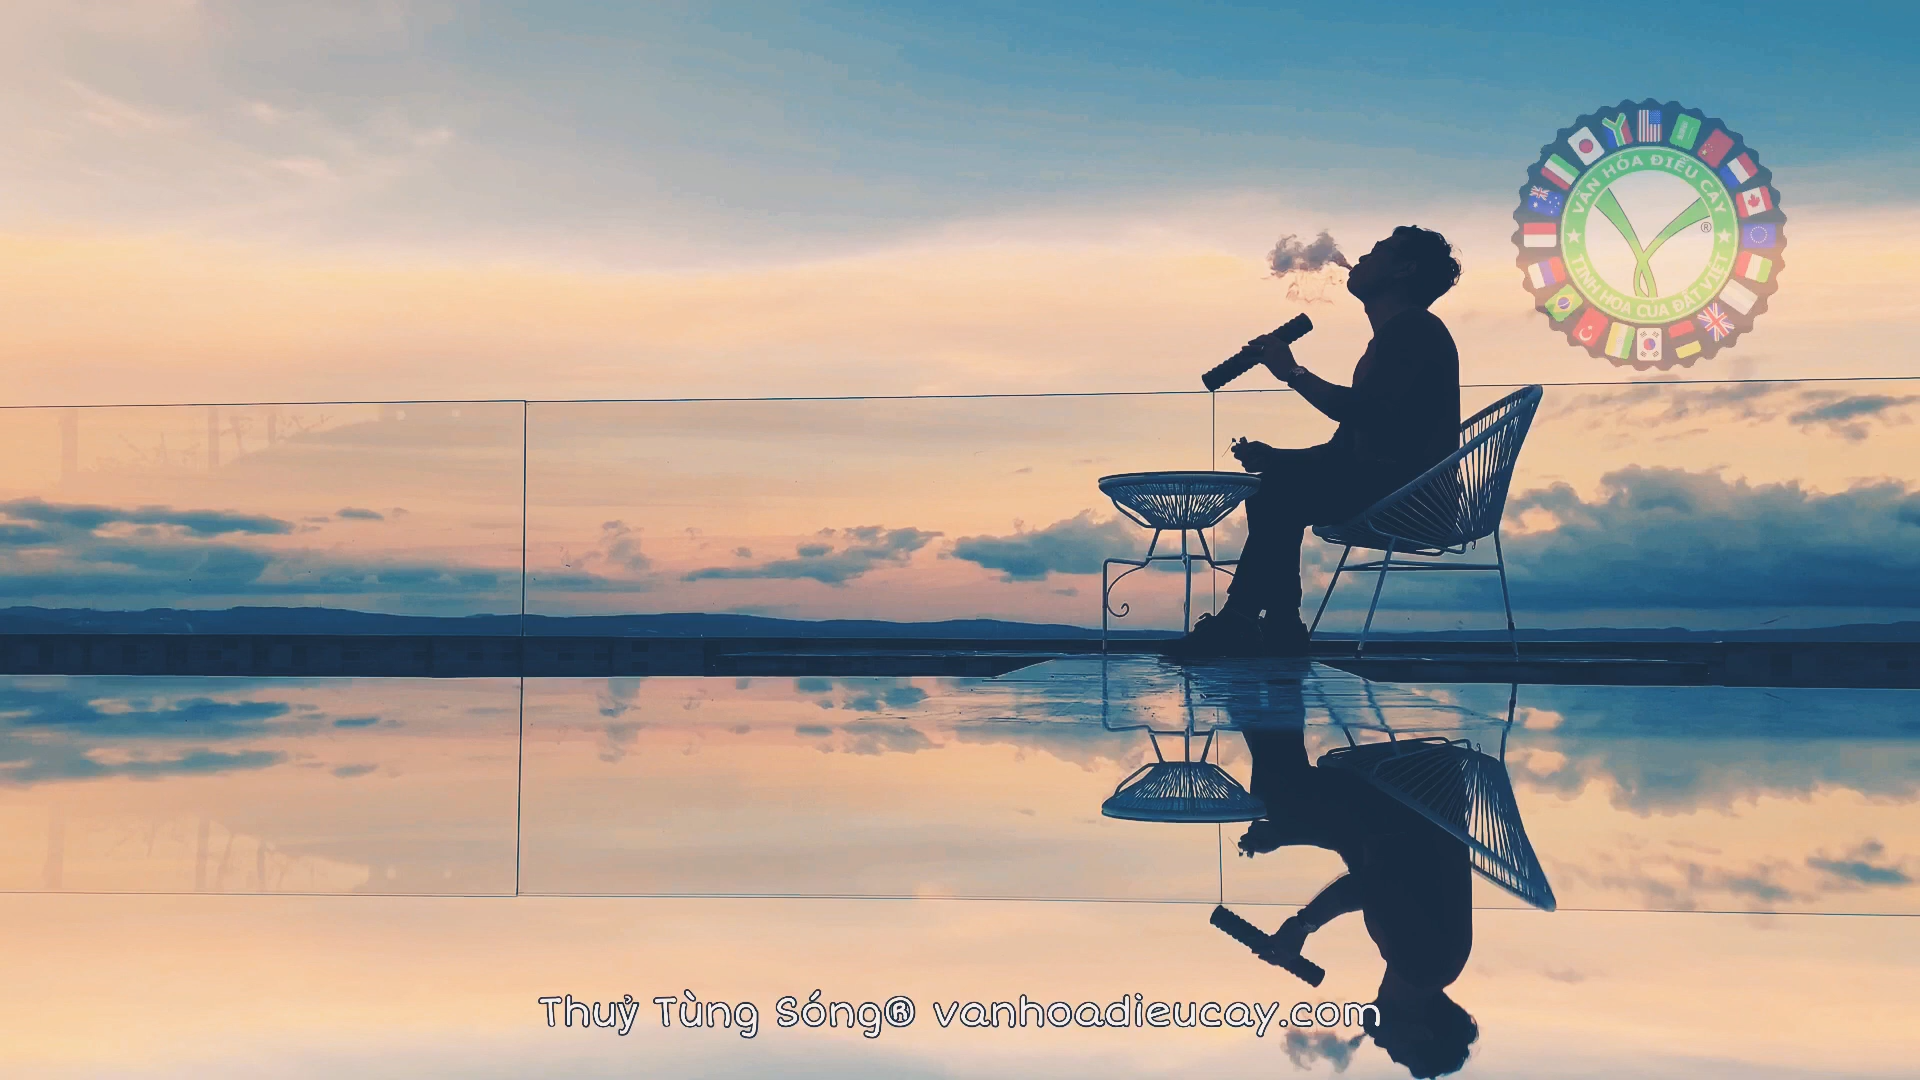 VĂN HÓA ĐIẾU CÀY
®
TINH HOA CỦA ĐẤT VIỆT
Thuỷ Tùng Sóng® vanhoadieucay.com